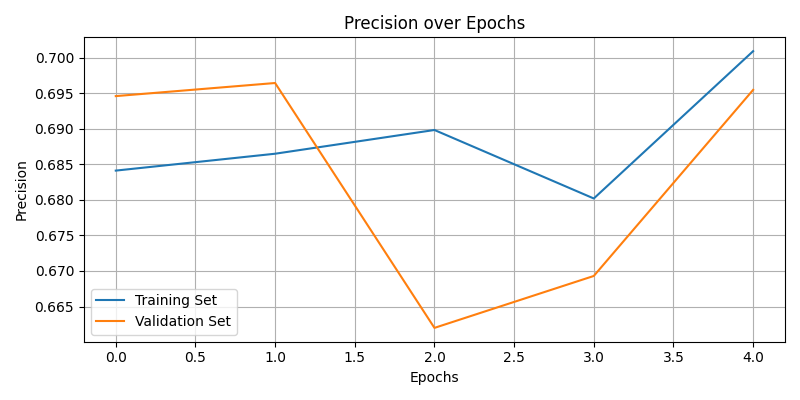 Precision over Epochs
Precision
0.700
0.695
0.690
0.685
0.680
0.675
0.670
0.665
Training Set
Validation Set
0.0 0.5 1.0 1.5 2.0 2.5 3.0 3.5 4.0
Epochs